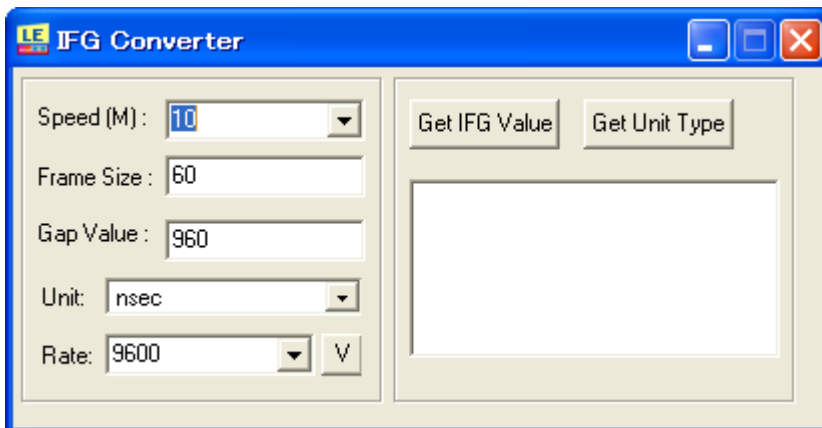 LE IFG Converter
Speed (M) : 10
Frame Size : 60
Gap Value : 960
Unit: nsec
Rate: 9600 V
Get IFG Value Get Unit Type